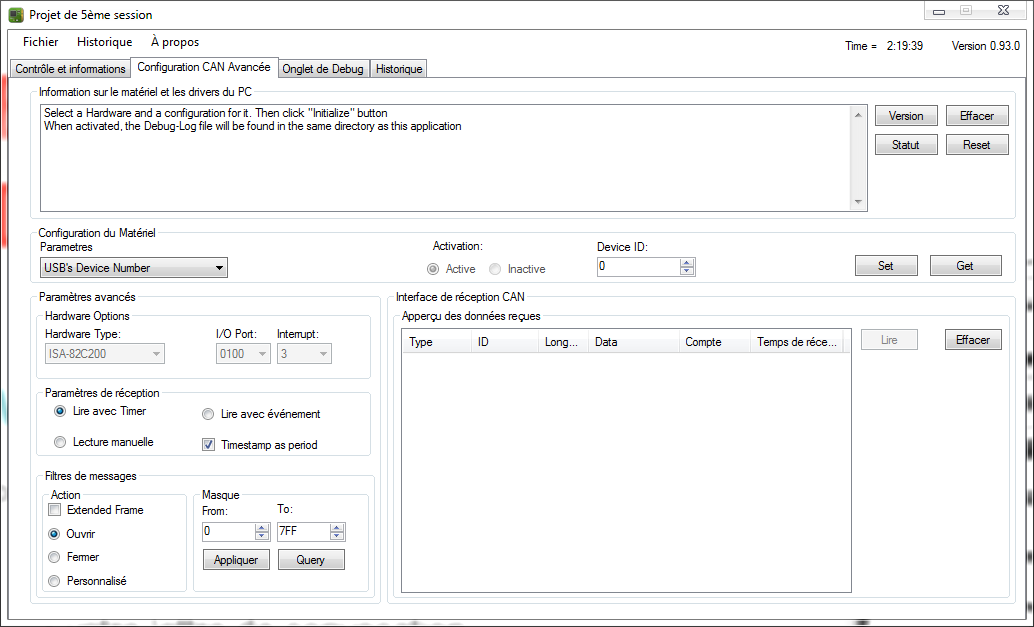 Projet de 5ème session
Fichier Historique À propos
Time = 2:19:39 Version 0.93.0
Contrôle et informations Configuration CAN Avancée Onglet de Debug Historique
Information sur le matériel et les drivers du PC
Select a Hardware and a configuration for it. Then click "Initialize" button
When activated, the Debug-Log file will be found in the same directory as this application
Version Effacer
Statut Reset
Configuration du Matériel
Parametres Activation: Device ID:
USB's Device Number Active Inactive 0 Set Get
Paramètres avancés
Hardware Options
Hardware Type: I/O Port: Interrupt:
ISA-82C200 0100 3
Paramètres de réception
Lire avec Timer Lire avec événement
Lecture manuelle Timestamp as period
Filtres de messages
Action
Extended Frame
Ouvrir
Fermer
Personnalisé
Masque
From: To:
0 7FF
Appliquer Query
Interface de réception CAN
Apperçu des données reçues
Type ID Long... Data Compte Temps de réce...
Lire Effacer